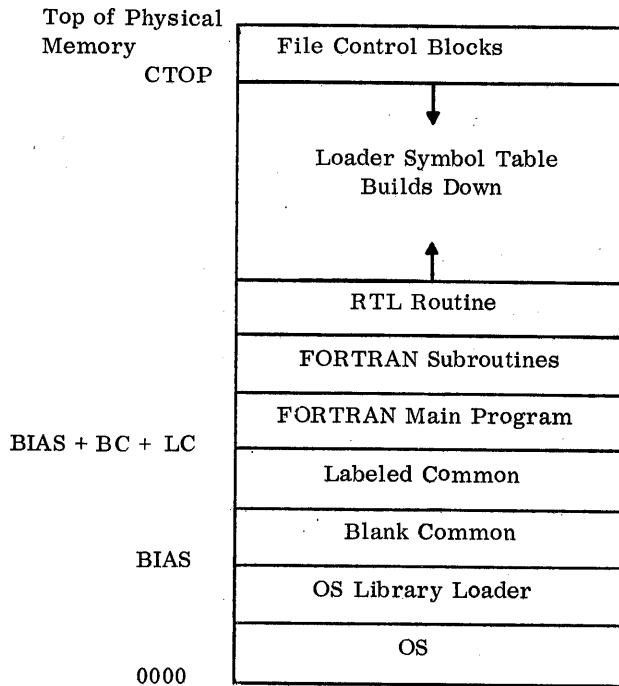 Top of Physical
Memory
File Control Blocks
CTOP
Loader Symbol Table
Builds Down
RTL Routine
FORTRAN Subroutines
FORTRAN Main Program
BIAS + BC + LC
Labeled Common
Blank Common
BIAS
OS Library Loader
OS
0000